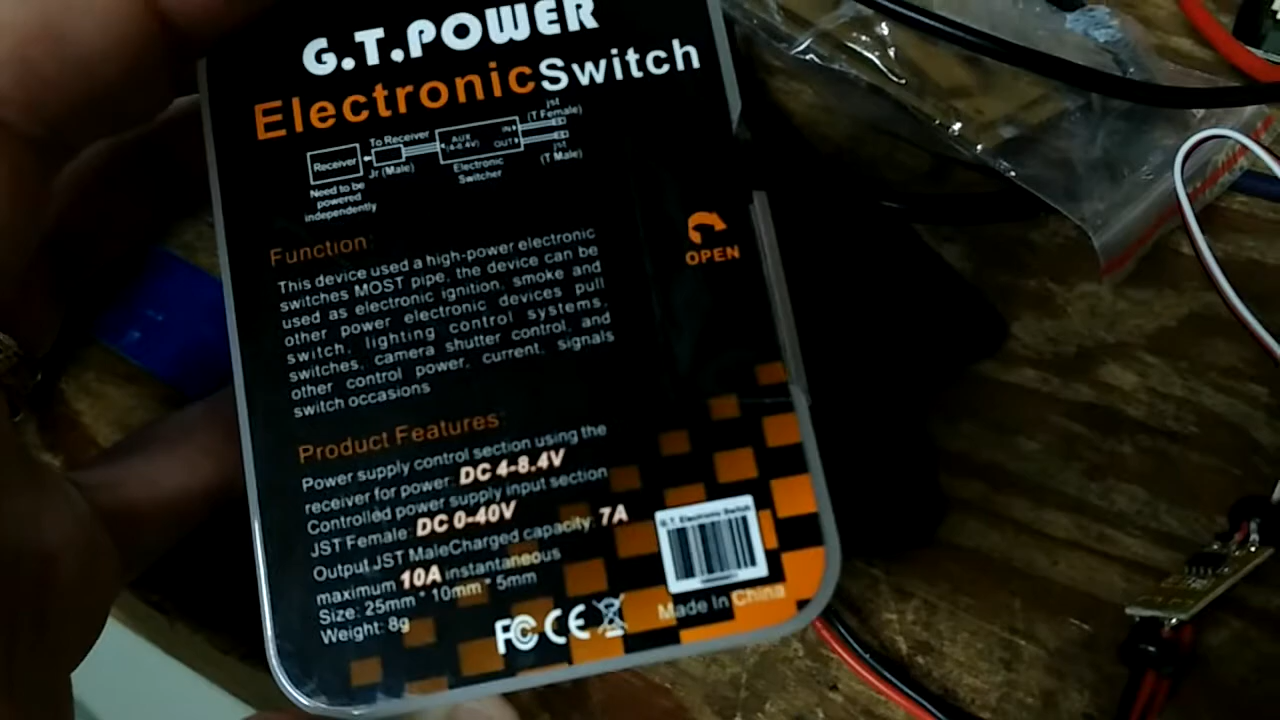 G.T.POWER
ElectronicSwitch
jst
(T Female)
To Receiver
AUX
(4-8.4V)
IN
OUT
Receiver
Jr (Male)
Electronic
Switcher
jst
(T Male)
Need to be
powered
independently
Function:
This device used a high-power electronic
switches MOST pipe, the device can be
used as electronic ignition, smoke and
other power electronic devices pull
switch, lighting control systems,
switches, camera shutter control, and
other control power, current, signals
switch occasions
OPEN
Product Features:
Power supply control section using the
receiver for power: DC 4-8.4V
Controlled power supply input section
JST Female: DC 0-40V
Output JST MaleCharged capacity: 7A
maximum 10A instantaneous
Size: 25mm * 10mm * 5mm
Weight: 8g
G.T. Electronic Switch
FC CE
Made In China